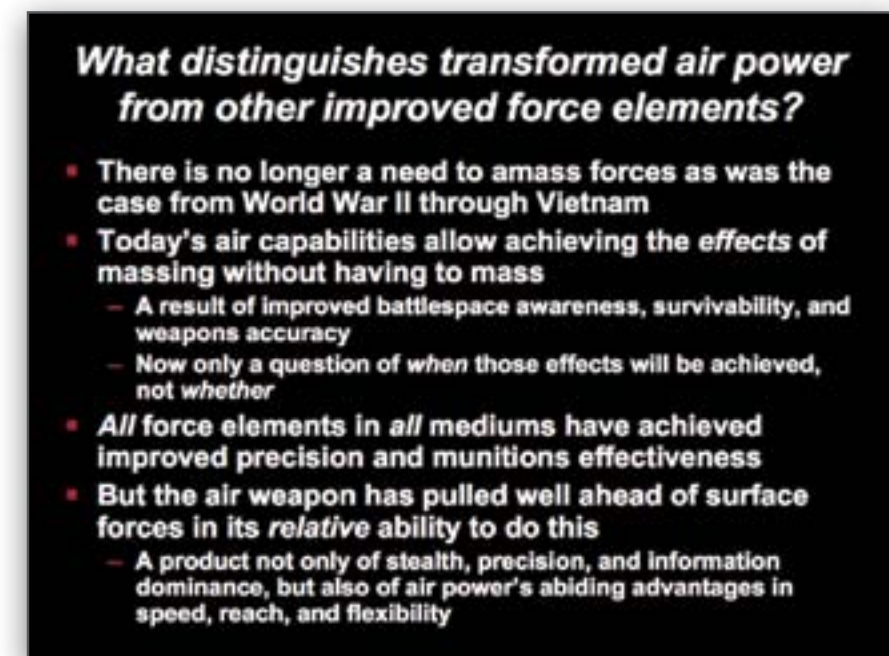 What distinguishes transformed air power
from other improved force elements?
▪ There is no longer a need to amass forces as was the
case from World War II through Vietnam
▪ Today's air capabilities allow achieving the effects of
massing without having to mass
– A result of improved battlespace awareness, survivability, and
weapons accuracy
– Now only a question of when those effects will be achieved,
not whether
▪ All force elements in all mediums have achieved
improved precision and munitions effectiveness
▪ But the air weapon has pulled well ahead of surface
forces in its relative ability to do this
– A product not only of stealth, precision, and information
dominance, but also of air power's abiding advantages in
speed, reach, and flexibility